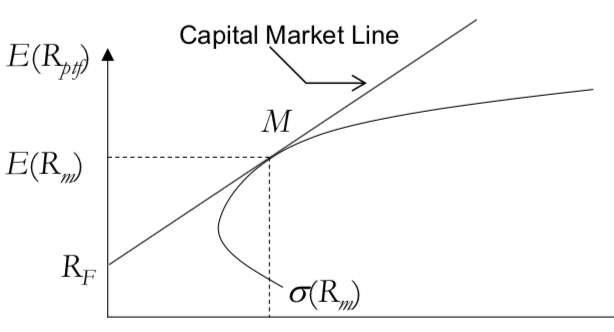 Capital Market Line
E(R_ptf)
M
E(R_m)
R_F
σ(R_m)